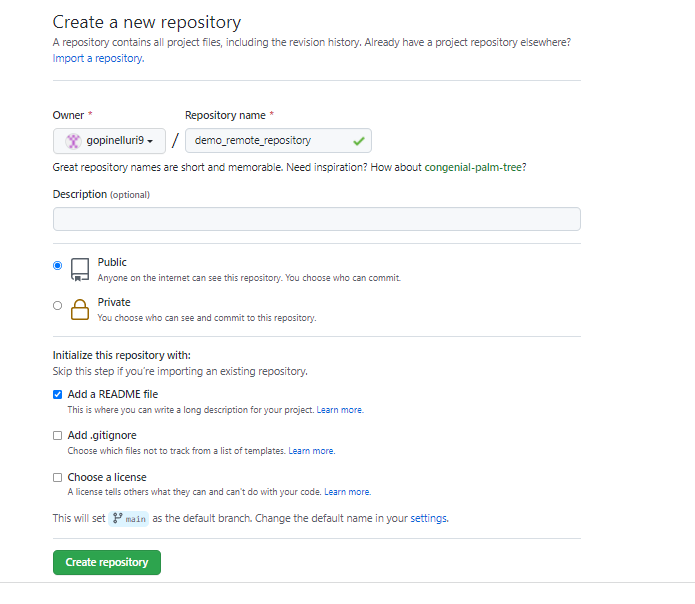 Create a new repository
A repository contains all project files, including the revision history. Already have a project repository elsewhere?
Import a repository.
Owner *
Repository name *
gopinelluri9 / demo_remote_repository
Great repository names are short and memorable. Need inspiration? How about congenial-palm-tree?
Description (optional)
Public
Anyone on the internet can see this repository. You choose who can commit.
Private
You choose who can see and commit to this repository.
Initialize this repository with:
Skip this step if you're importing an existing repository.
Add a README file
This is where you can write a long description for your project. Learn more.
Add .gitignore
Choose which files not to track from a list of templates. Learn more.
Choose a license
A license tells others what they can and can't do with your code. Learn more.
This will set main as the default branch. Change the default name in your settings.
Create repository